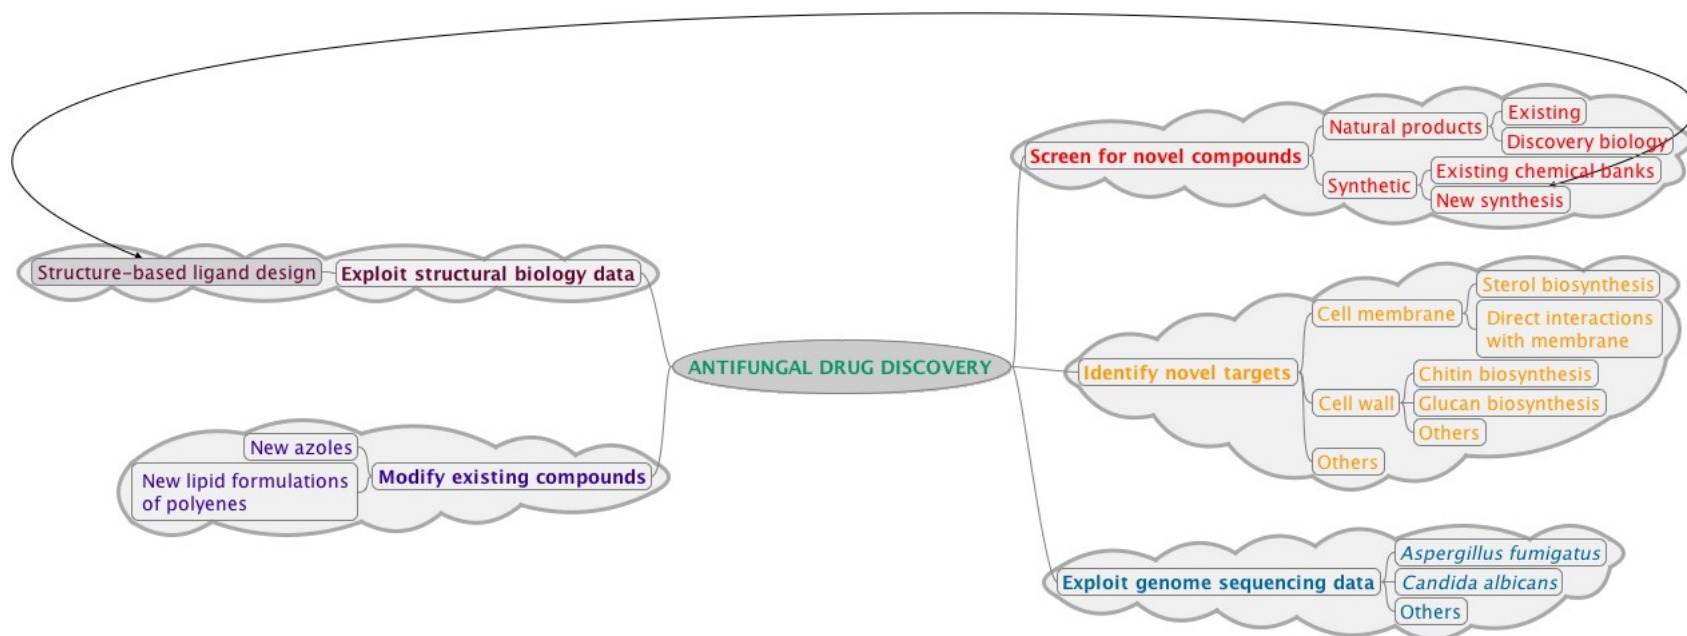 ANTIFUNGAL DRUG DISCOVERY
Structure-based ligand design
Exploit structural biology data
New azoles
New lipid formulations
of polyenes
Modify existing compounds
Screen for novel compounds
Natural products
Existing
Discovery biology
Synthetic
Existing chemical banks
New synthesis
Identify novel targets
Cell membrane
Sterol biosynthesis
Direct interactions
with membrane
Cell wall
Chitin biosynthesis
Glucan biosynthesis
Others
Others
Exploit genome sequencing data
Aspergillus fumigatus
Candida albicans
Others